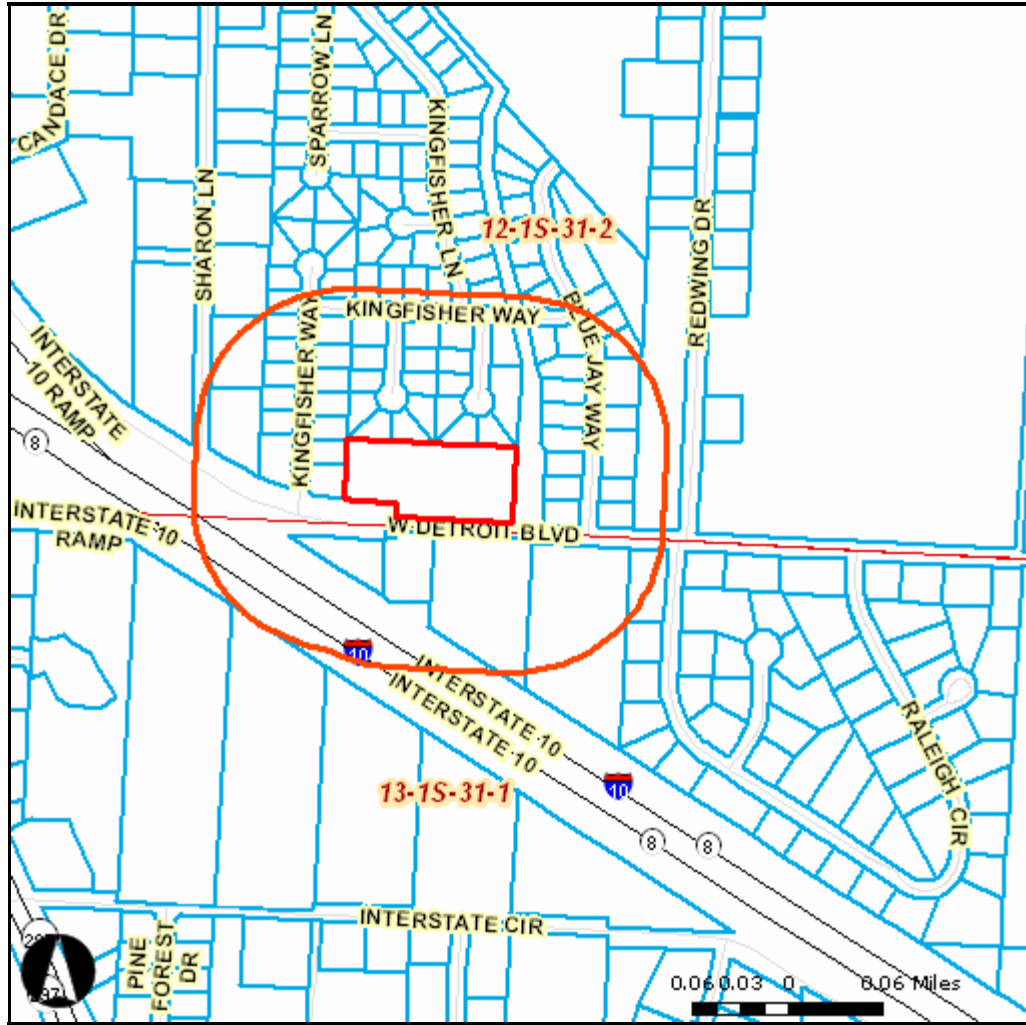 CANDACE DR
SPARROW LN
KINGFISHER LN
SHARON LN
12-1S-31-2
REDWING DR
KINGFISHER WAY
KINGFISHER WAY
BLUE JAY WAY
INTERSTATE
10 RAMP
8
INTERSTATE 10
RAMP
W DETROIT BLVD
10
INTERSTATE 10
INTERSTATE 10
10
13-1S-31-1
8
8
RALEIGH CIR
INTERSTATE CIR
PINE
FOREST
DR
0.06 0.03 0 0.06 Miles